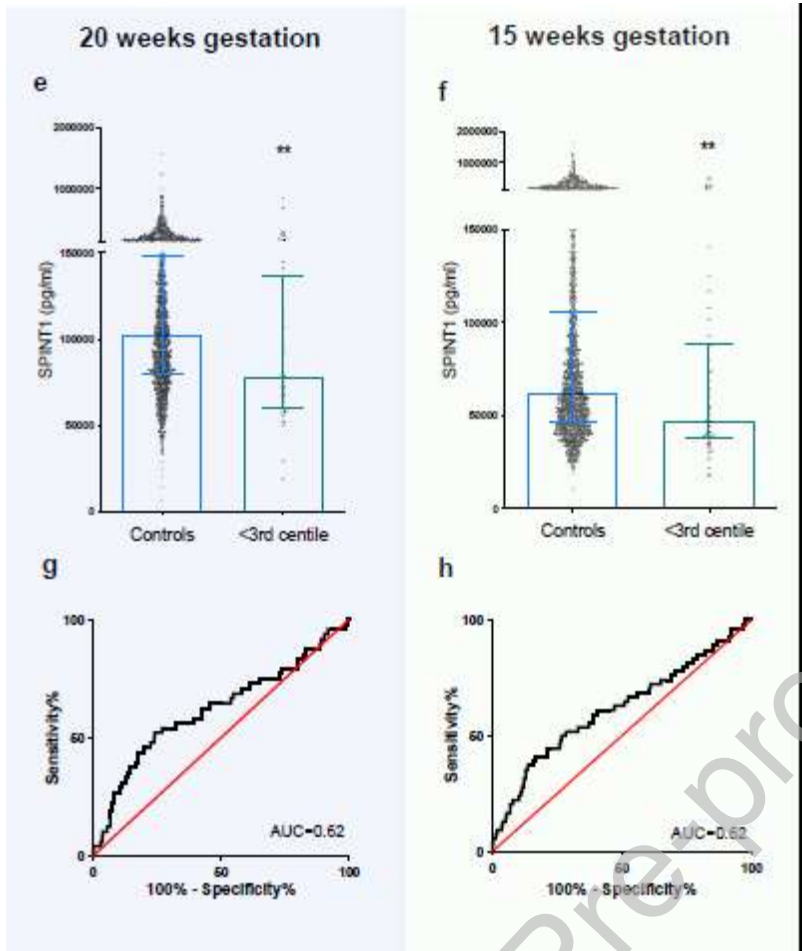 20 weeks gestation
15 weeks gestation
e
2000000
1000000
150000
100000
50000
0
SPINT1 (pg/ml)
**
Controls
<3rd centile
f
2000000
1000000
150000
100000
50000
0
SPINT1 (pg/ml)
**
Controls
<3rd centile
g
100
50
0
Sensitivity%
AUC=0.62
0
50
100
100% - Specificity%
h
100
50
0
Sensitivity%
AUC=0.62
0
50
100
100% - Specificity%
Pre-pro